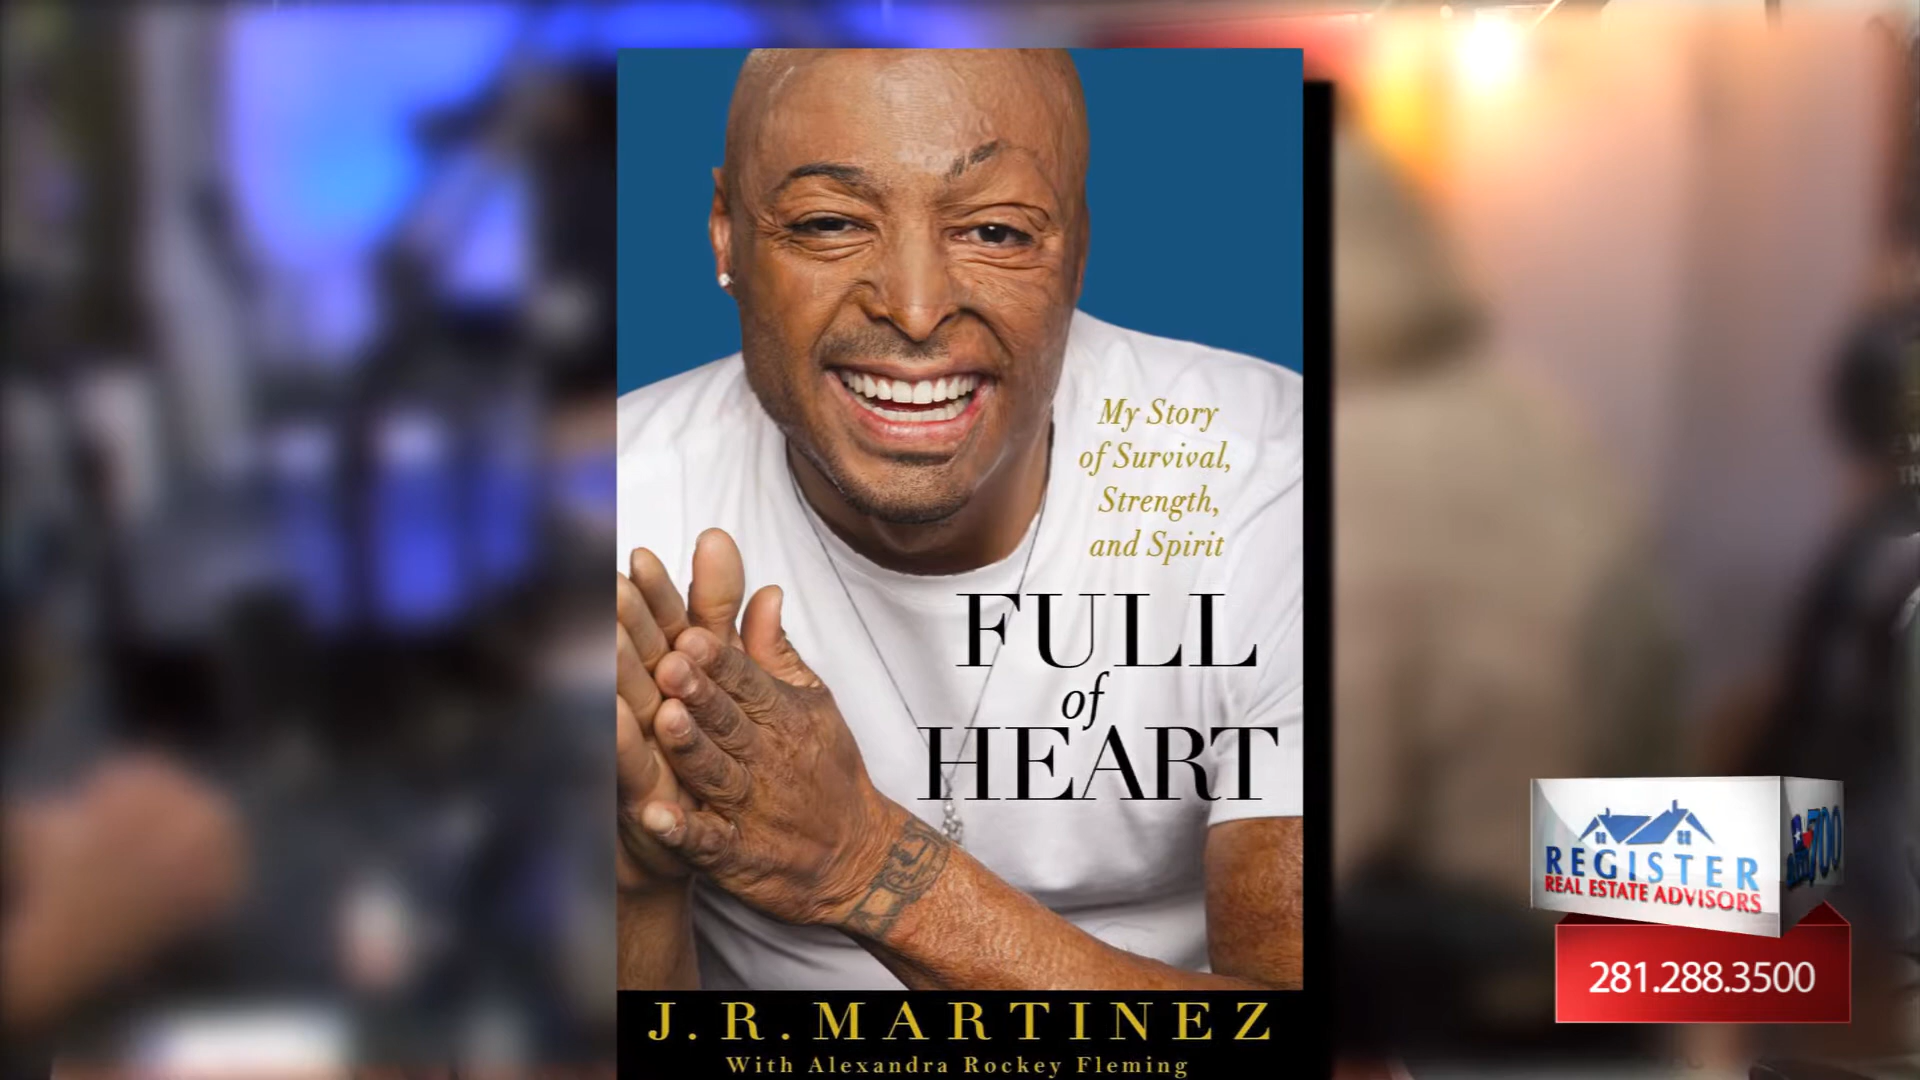 My Story
of Survival,
Strength,
and Spirit
FULL
of
HEART
J.R. MARTINEZ
With Alexandra Rockey Fleming
REGISTER
REAL ESTATE ADVISORS
700
281.288.3500